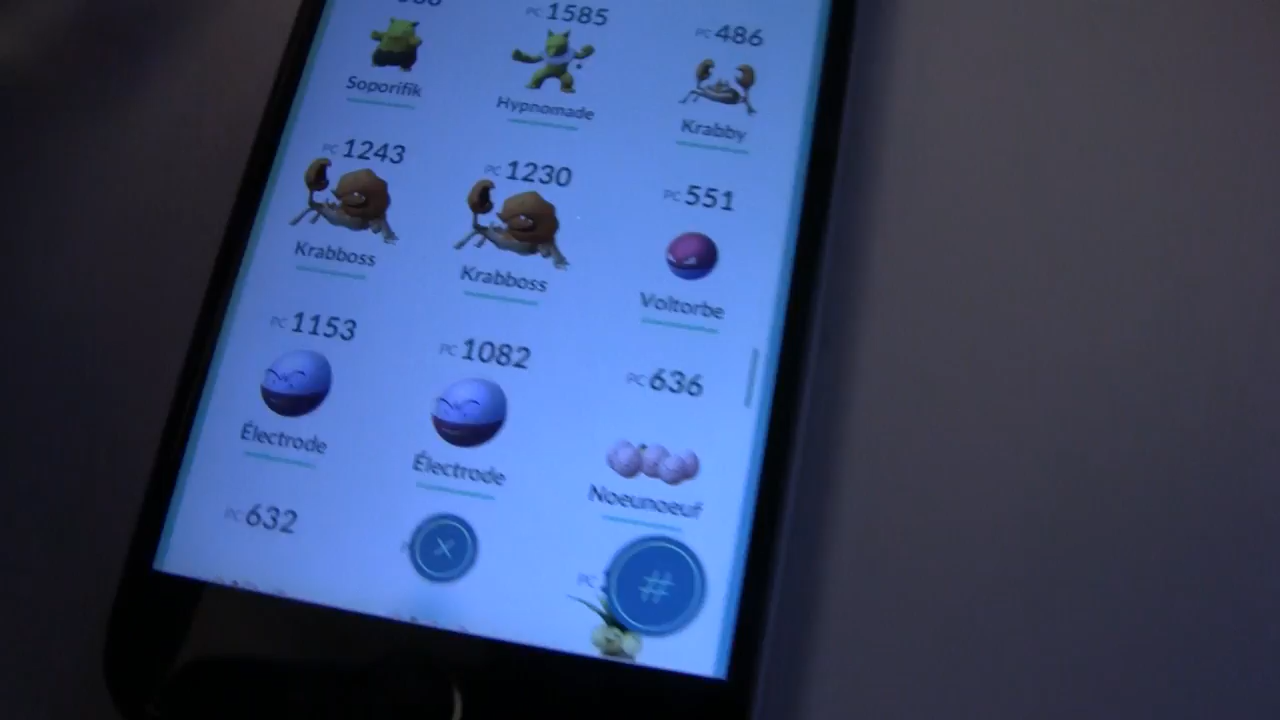 PC 1585
PC 486
Soporifik
Hypnomade
Krabby
PC 1243
PC 1230
PC 551
Krabboss
Krabboss
Voltorbe
PC 1153
PC 1082
PC 636
Électrode
Électrode
Noeunoeuf
PC 632
PC
#